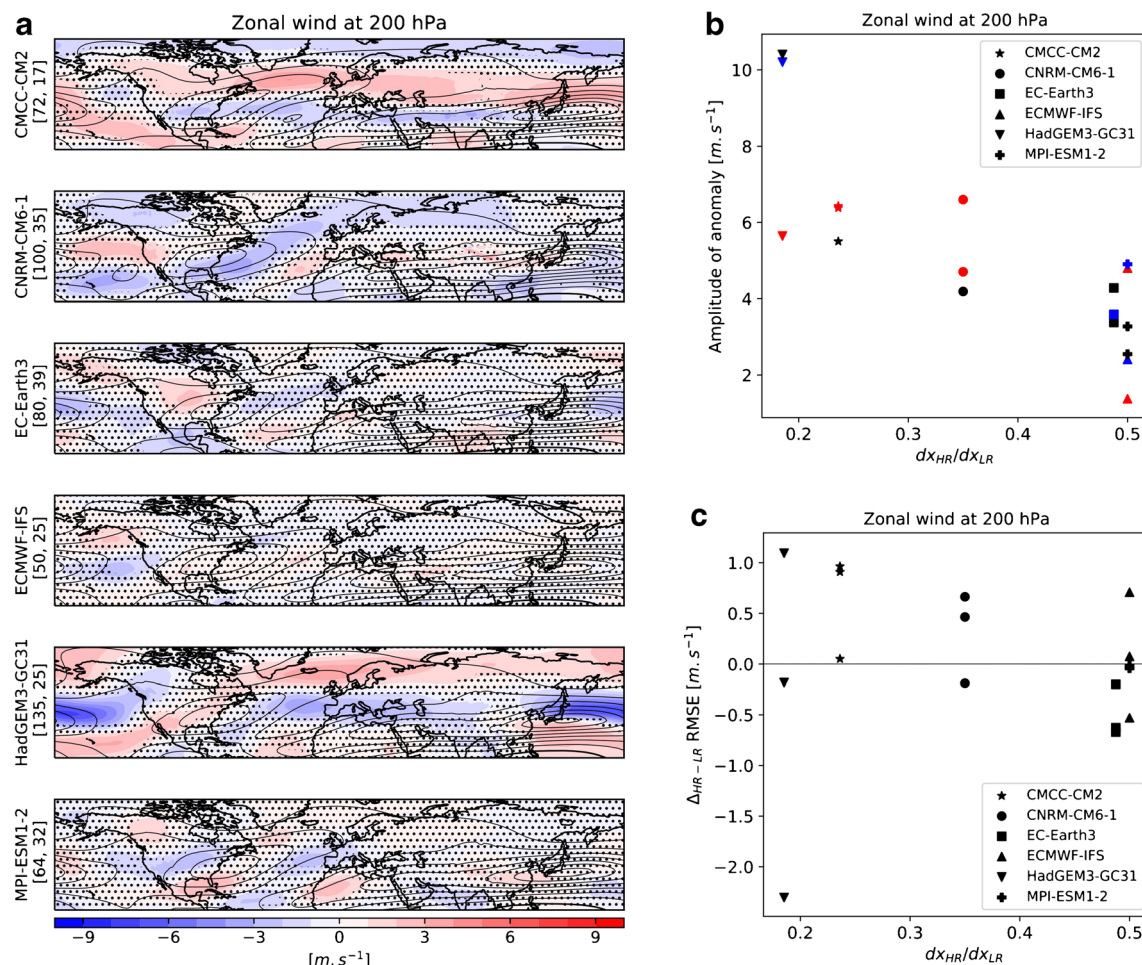 a
Zonal wind at 200 hPa
CMCC-CM2
[72, 17]
CNRM-CM6-1
[100, 35]
EC-Earth3
[80, 39]
ECMWF-IFS
[50, 25]
HadGEM3-GC31
[135, 25]
MPI-ESM1-2
[64, 32]
−9 −6 −3 0 3 6 9
[m. s⁻¹]
b
Zonal wind at 200 hPa
Amplitude of anomaly [m. s⁻¹]
10
8
6
4
2
CMCC-CM2
CNRM-CM6-1
EC-Earth3
ECMWF-IFS
HadGEM3-GC31
MPI-ESM1-2
0.2 0.3 0.4 0.5
dx_HR/dx_LR
c
Zonal wind at 200 hPa
Δ_HR−LR RMSE [m. s⁻¹]
1.0
0.5
0.0
−0.5
−1.0
−1.5
−2.0
CMCC-CM2
CNRM-CM6-1
EC-Earth3
ECMWF-IFS
HadGEM3-GC31
MPI-ESM1-2
0.2 0.3 0.4 0.5
dx_HR/dx_LR